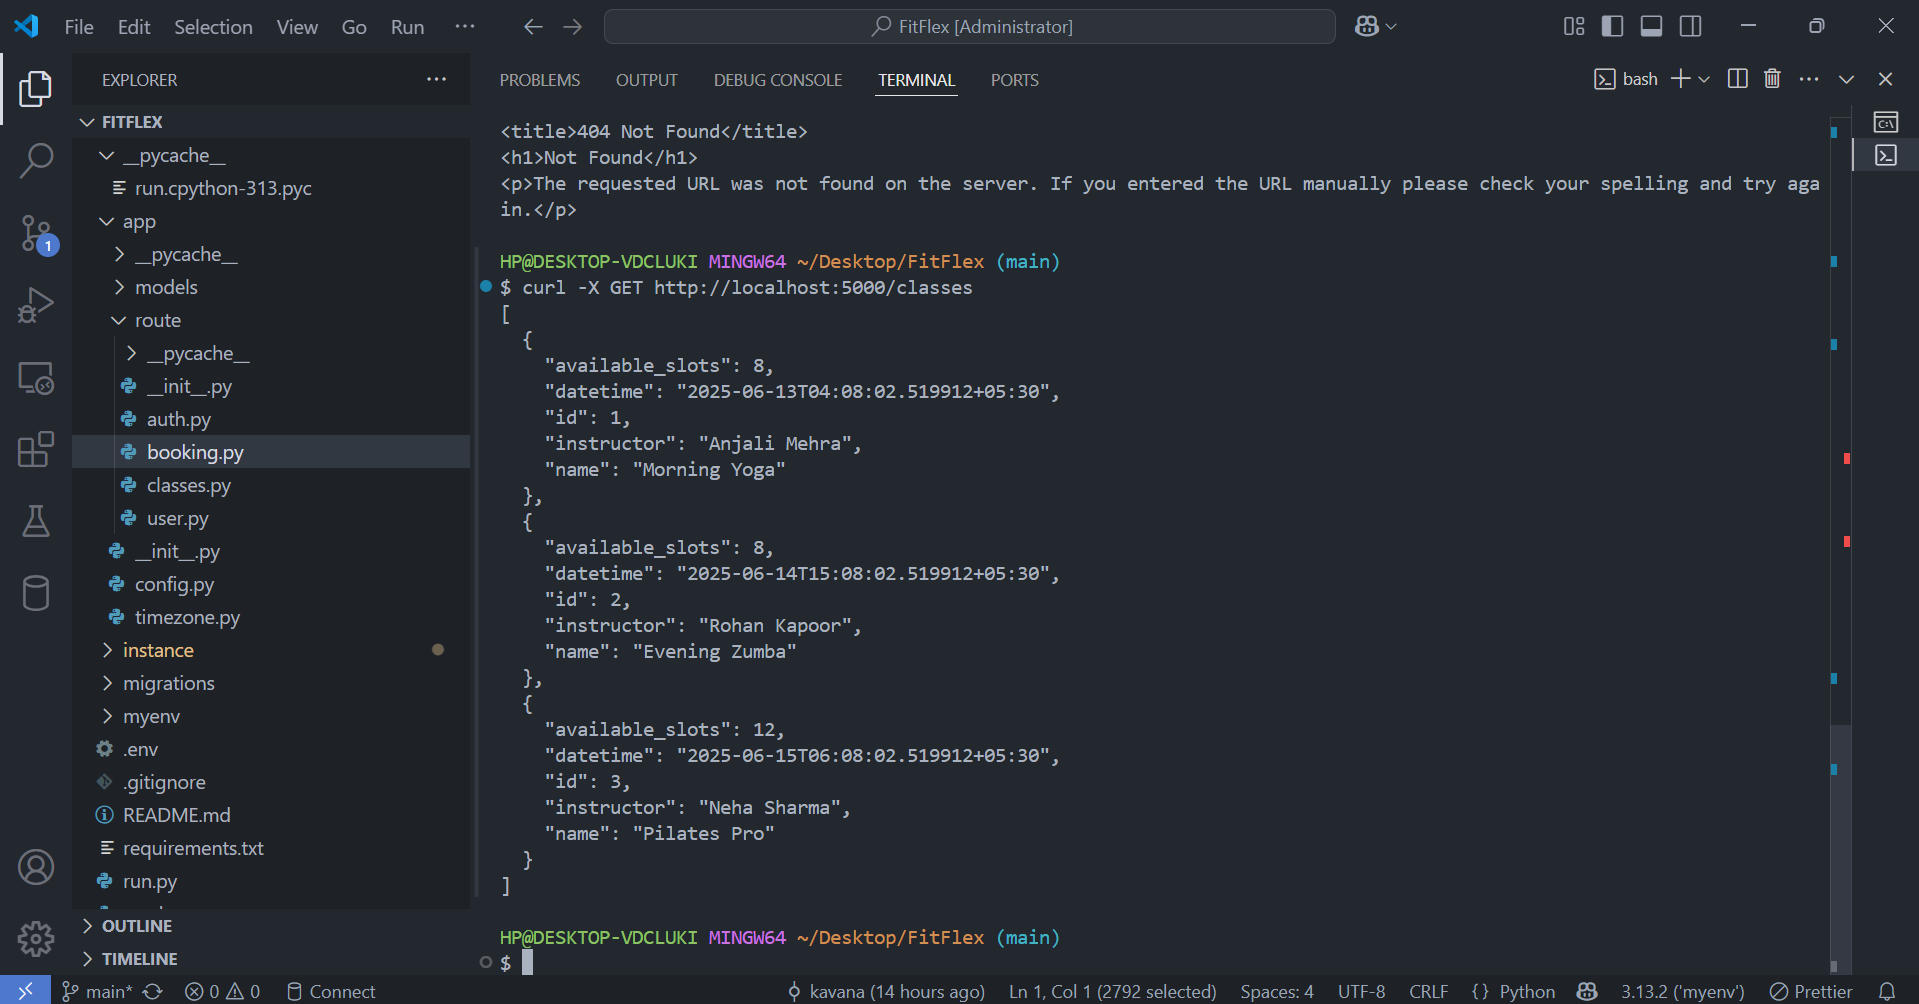 File Edit Selection View Go Run ···
FitFlex [Administrator]
EXPLORER
PROBLEMS OUTPUT DEBUG CONSOLE TERMINAL PORTS
bash
FITFLEX
__pycache__
run.cpython-313.pyc
app
__pycache__
models
route
__pycache__
__init__.py
auth.py
booking.py
classes.py
user.py
__init__.py
config.py
timezone.py
instance
migrations
myenv
.env
.gitignore
README.md
requirements.txt
run.py
OUTLINE
TIMELINE
1
<title>404 Not Found</title>
<h1>Not Found</h1>
<p>The requested URL was not found on the server. If you entered the URL manually please check your spelling and try aga
in.</p>
HP@DESKTOP-VDCLUKI MINGW64 ~/Desktop/FitFlex (main)
$ curl -X GET http://localhost:5000/classes
[
{
"available_slots": 8,
"datetime": "2025-06-13T04:08:02.519912+05:30",
"id": 1,
"instructor": "Anjali Mehra",
"name": "Morning Yoga"
},
{
"available_slots": 8,
"datetime": "2025-06-14T15:08:02.519912+05:30",
"id": 2,
"instructor": "Rohan Kapoor",
"name": "Evening Zumba"
},
{
"available_slots": 12,
"datetime": "2025-06-15T06:08:02.519912+05:30",
"id": 3,
"instructor": "Neha Sharma",
"name": "Pilates Pro"
}
]
HP@DESKTOP-VDCLUKI MINGW64 ~/Desktop/FitFlex (main)
$
main* 0 0 Connect kavana (14 hours ago) Ln 1, Col 1 (2792 selected) Spaces: 4 UTF-8 CRLF {} Python 3.13.2 ('myenv') Prettier